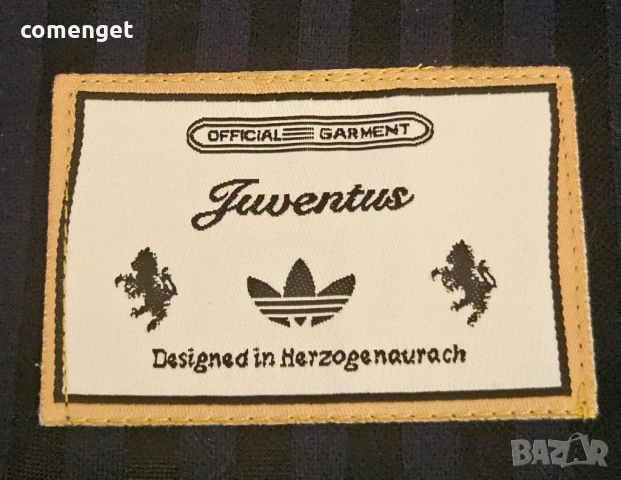 comenget
OFFICIAL GARMENT
Juventus
Designed in Herzogenaurach
BAZAR